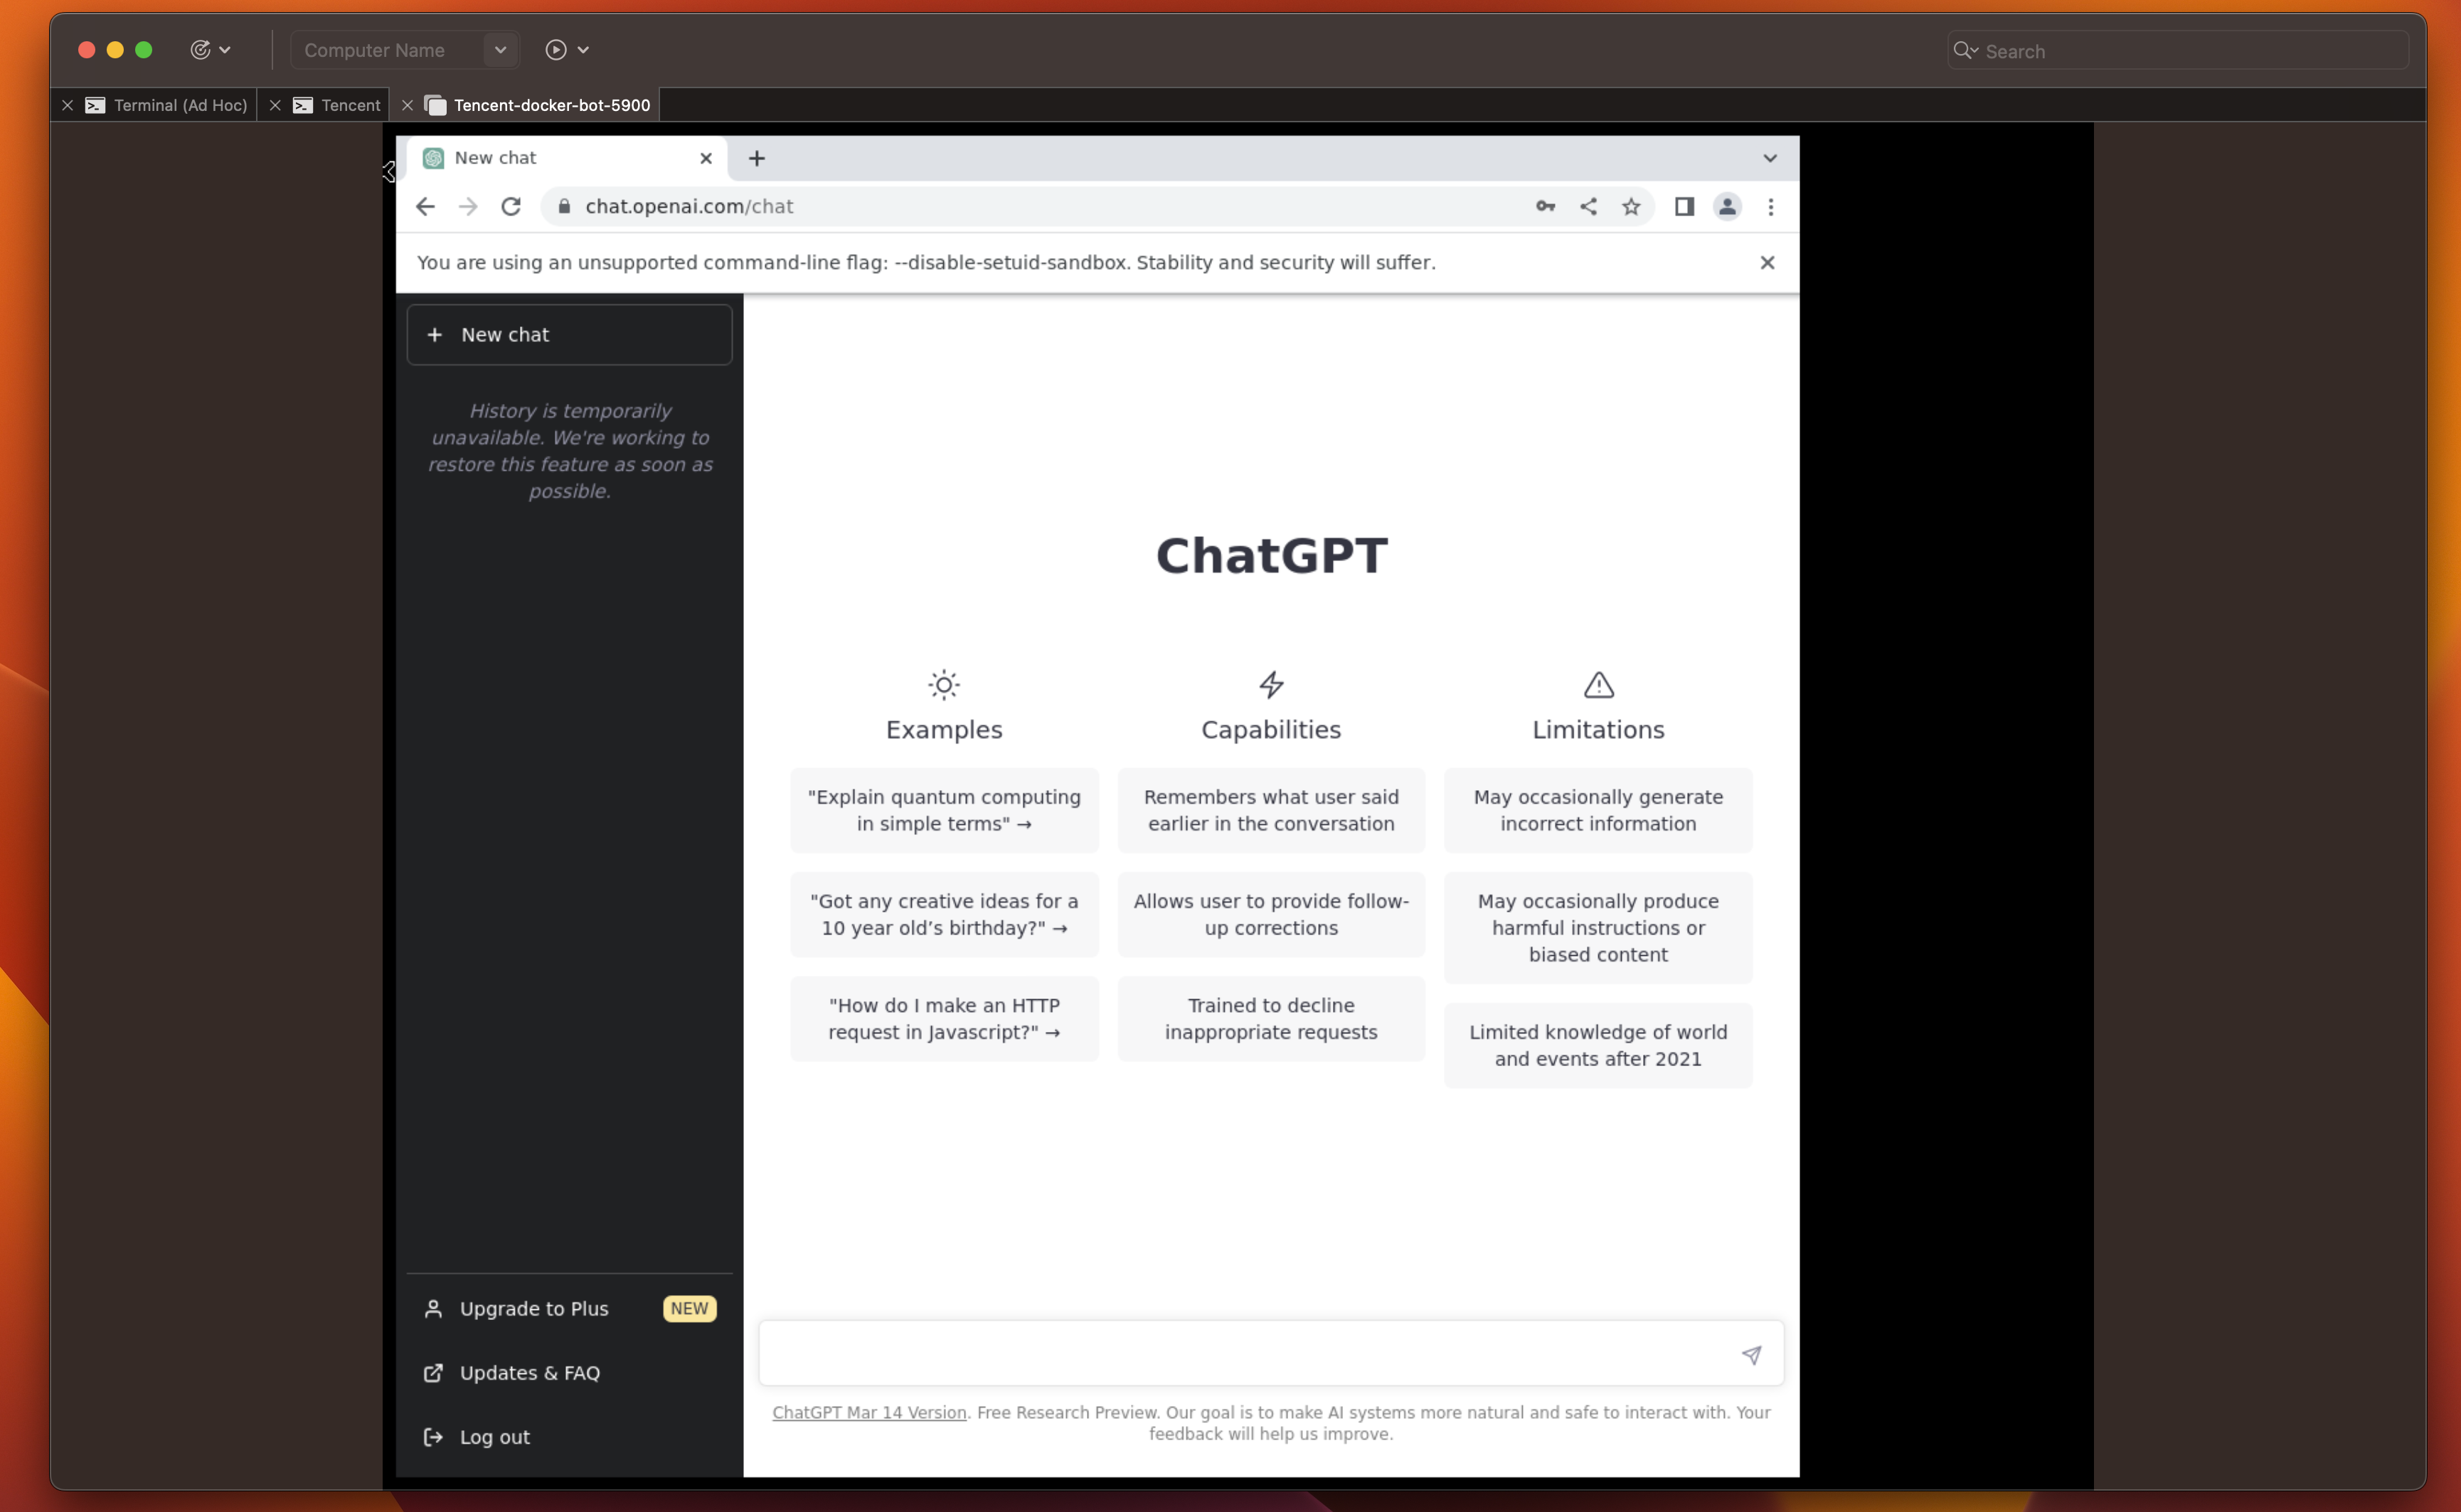 Computer Name
Search
Terminal (Ad Hoc)
Tencent
Tencent-docker-bot-5900
New chat
chat.openai.com/chat
You are using an unsupported command-line flag: --disable-setuid-sandbox. Stability and security will suffer.
New chat
History is temporarily
unavailable. We're working to
restore this feature as soon as
possible.
Upgrade to Plus
NEW
Updates & FAQ
Log out
ChatGPT
Examples
"Explain quantum computing
in simple terms" →
"Got any creative ideas for a
10 year old’s birthday?" →
"How do I make an HTTP
request in Javascript?" →
Capabilities
Remembers what user said
earlier in the conversation
Allows user to provide follow-
up corrections
Trained to decline
inappropriate requests
Limitations
May occasionally generate
incorrect information
May occasionally produce
harmful instructions or
biased content
Limited knowledge of world
and events after 2021
ChatGPT Mar 14 Version. Free Research Preview. Our goal is to make AI systems more natural and safe to interact with. Your
feedback will help us improve.